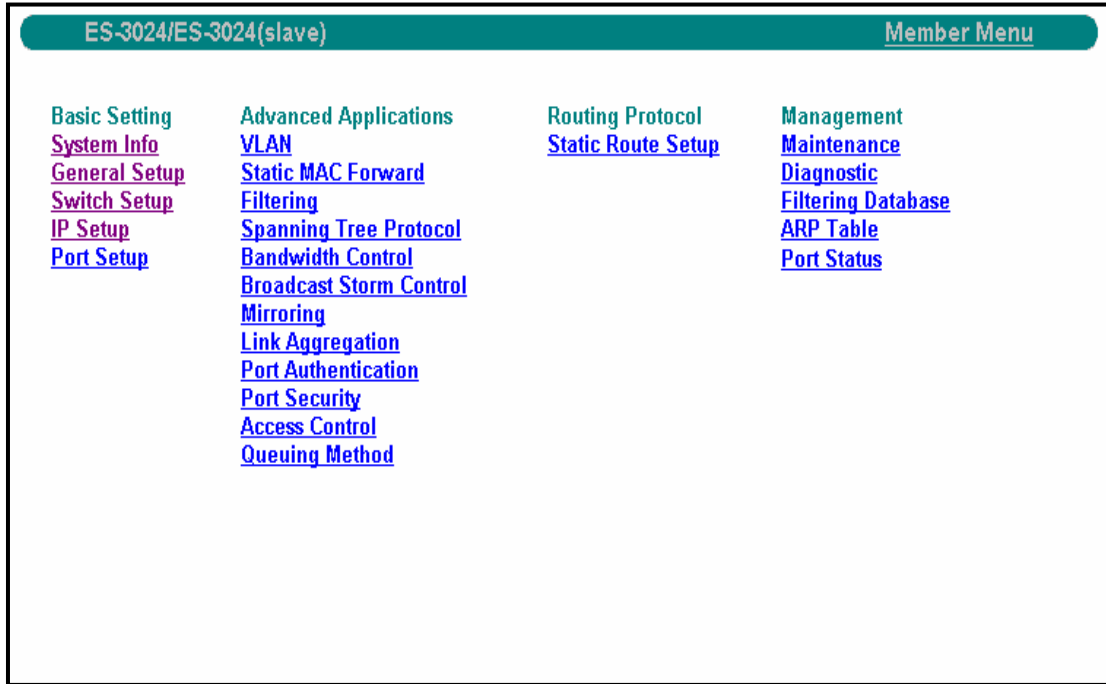 ES-3024/ES-3024(slave)
Member Menu
Basic Setting
System Info
General Setup
Switch Setup
IP Setup
Port Setup
Advanced Applications
VLAN
Static MAC Forward
Filtering
Spanning Tree Protocol
Bandwidth Control
Broadcast Storm Control
Mirroring
Link Aggregation
Port Authentication
Port Security
Access Control
Queuing Method
Routing Protocol
Static Route Setup
Management
Maintenance
Diagnostic
Filtering Database
ARP Table
Port Status